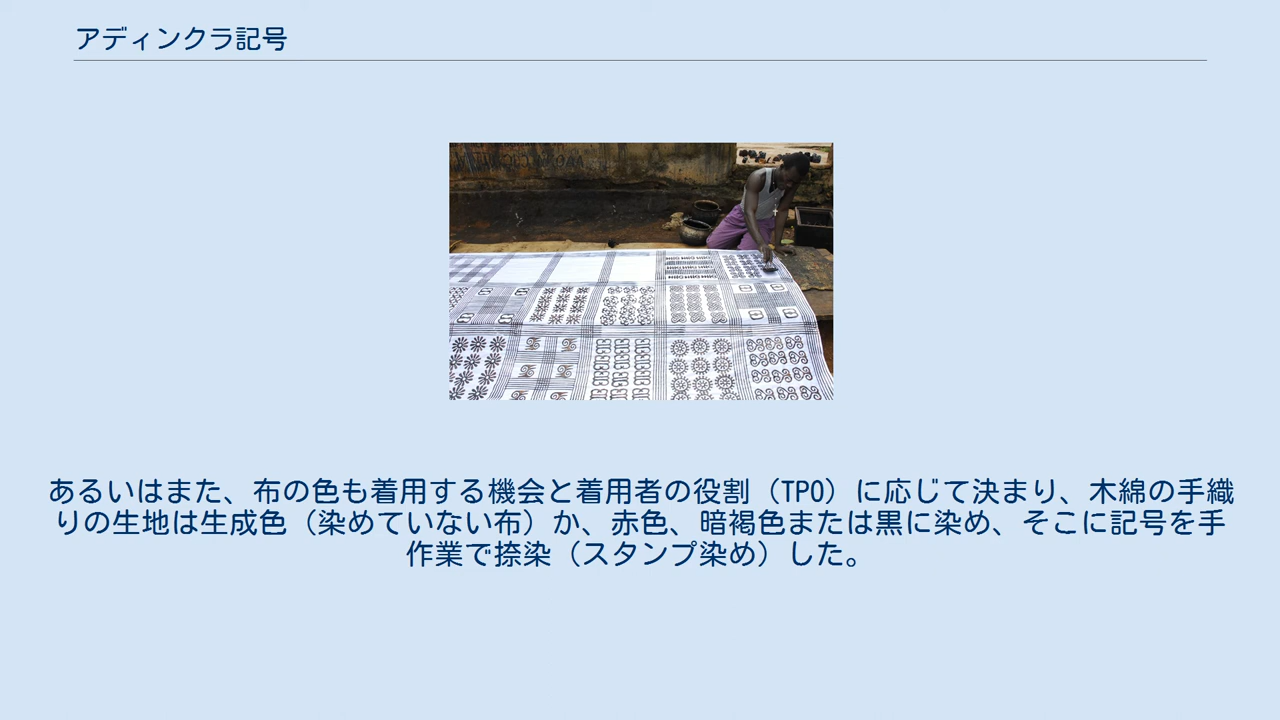 アディンクラ記号
あるいはまた、布の色も着用する機会と着用者の役割（TPO）に応じて決まり、木綿の手織
りの生地は生成色（染めていない布）か、赤色、暗褐色または黒に染め、そこに記号を手
作業で捺染（スタンプ染め）した。